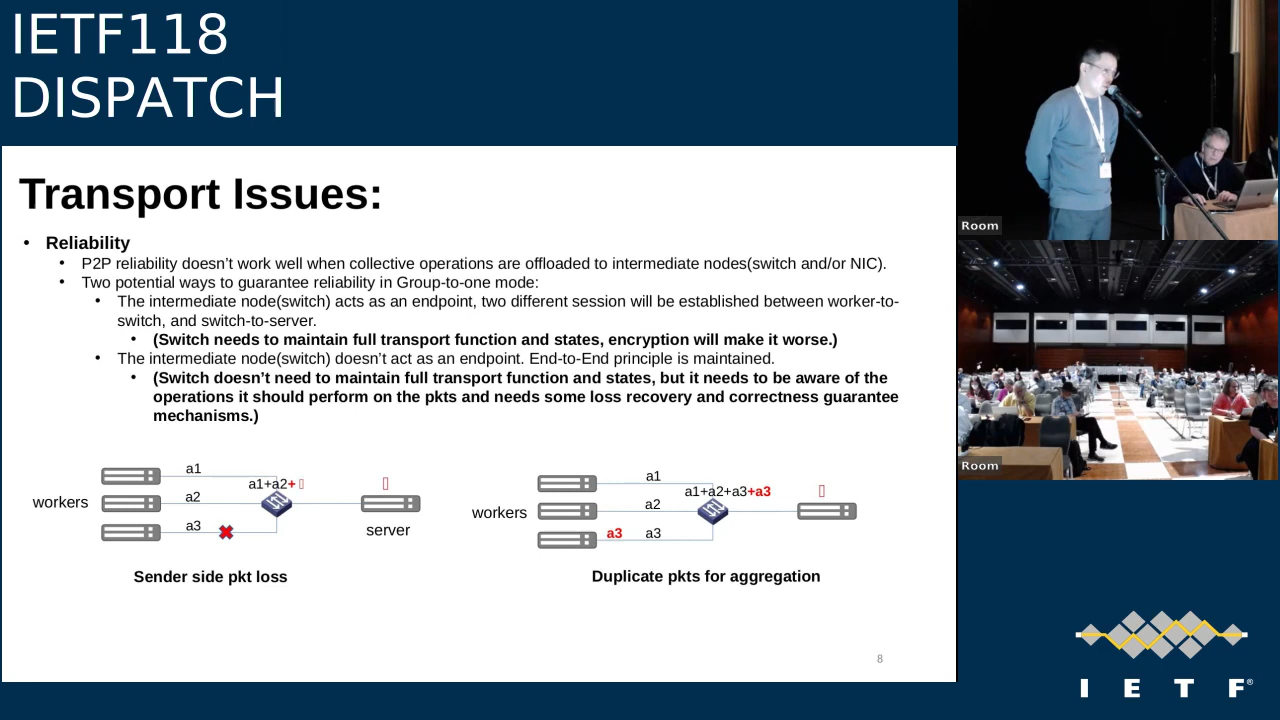 IETF118
DISPATCH
Transport Issues:
• Reliability
• P2P reliability doesn’t work well when collective operations are offloaded to intermediate nodes(switch and/or NIC).
• Two potential ways to guarantee reliability in Group-to-one mode:
• The intermediate node(switch) acts as an endpoint, two different session will be established between worker-to-
switch, and switch-to-server.
• (Switch needs to maintain full transport function and states, encryption will make it worse.)
• The intermediate node(switch) doesn’t act as an endpoint. End-to-End principle is maintained.
• (Switch doesn’t need to maintain full transport function and states, but it needs to be aware of the
operations it should perform on the pkts and needs some loss recovery and correctness guarantee
mechanisms.)
a1
a1+a2+
workers
a2
a3
server
Sender side pkt loss
a1
a1+a2+a3+a3
workers
a2
a3 a3
Duplicate pkts for aggregation
8
Room
Room
I E T F®